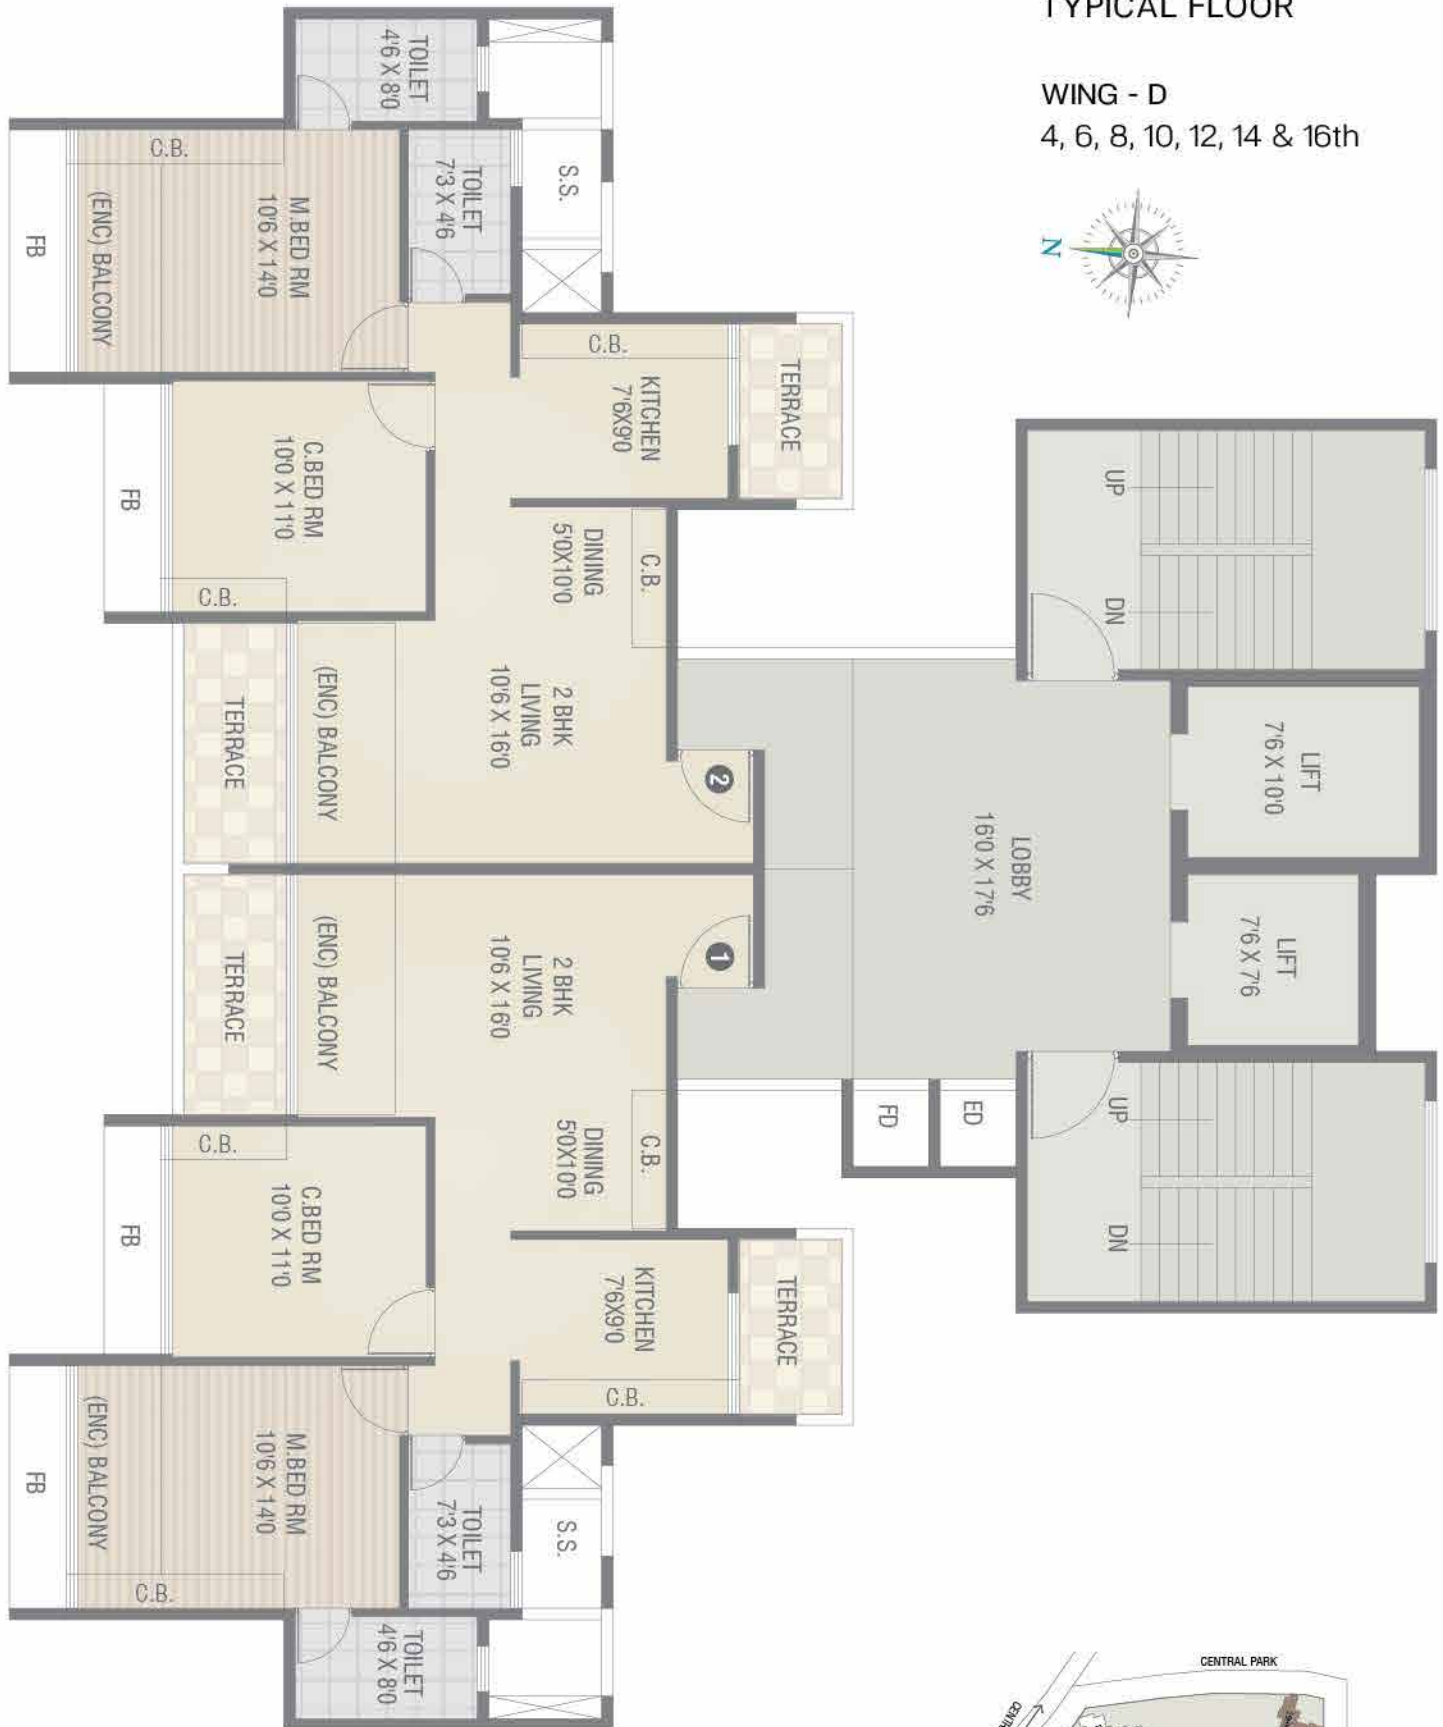 TYPICAL FLOOR
WING - D
4, 6, 8, 10, 12, 14 & 16th
N
TOILET
4'6 X 8'0
C.B.
TOILET
7'3 X 4'6
S.S.
FB
(ENC) BALCONY
M.BED RM
10'6 X 14'0
C.B.
KITCHEN
7'6X9'0
TERRACE
FB
C.BED RM
10'0 X 11'0
C.B.
DINING
5'0X10'0
C.B.
UP
DN
TERRACE
(ENC) BALCONY
2 BHK
LIVING
10'6 X 16'0
2
LIFT
7'6 X 10'0
LOBBY
16'0 X 17'6
TERRACE
(ENC) BALCONY
2 BHK
LIVING
10'6 X 16'0
1
LIFT
7'6 X 7'6
FD
ED
UP
DN
C.B.
DINING
5'0X10'0
C.B.
FB
C.BED RM
10'0 X 11'0
KITCHEN
7'6X9'0
C.B.
TERRACE
FB
(ENC) BALCONY
M.BED RM
10'6 X 14'0
C.B.
TOILET
7'3 X 4'6
S.S.
TOILET
4'6 X 8'0
CENTRAL PARK